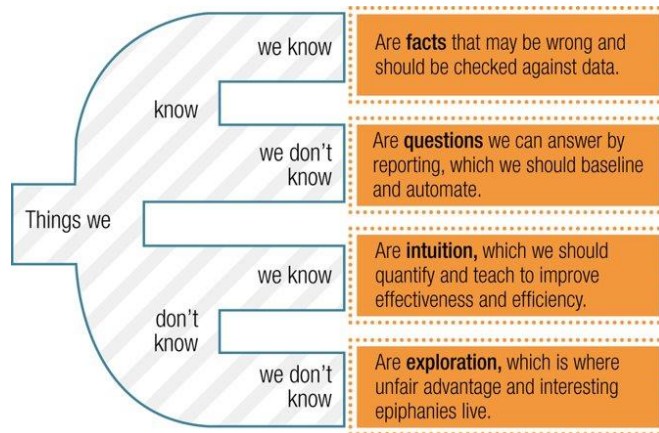 Things we
know
we know
Are facts that may be wrong and
should be checked against data.
we don't
know
Are questions we can answer by
reporting, which we should baseline
and automate.
don't
know
we know
Are intuition, which we should
quantify and teach to improve
effectiveness and efficiency.
we don't
know
Are exploration, which is where
unfair advantage and interesting
epiphanies live.